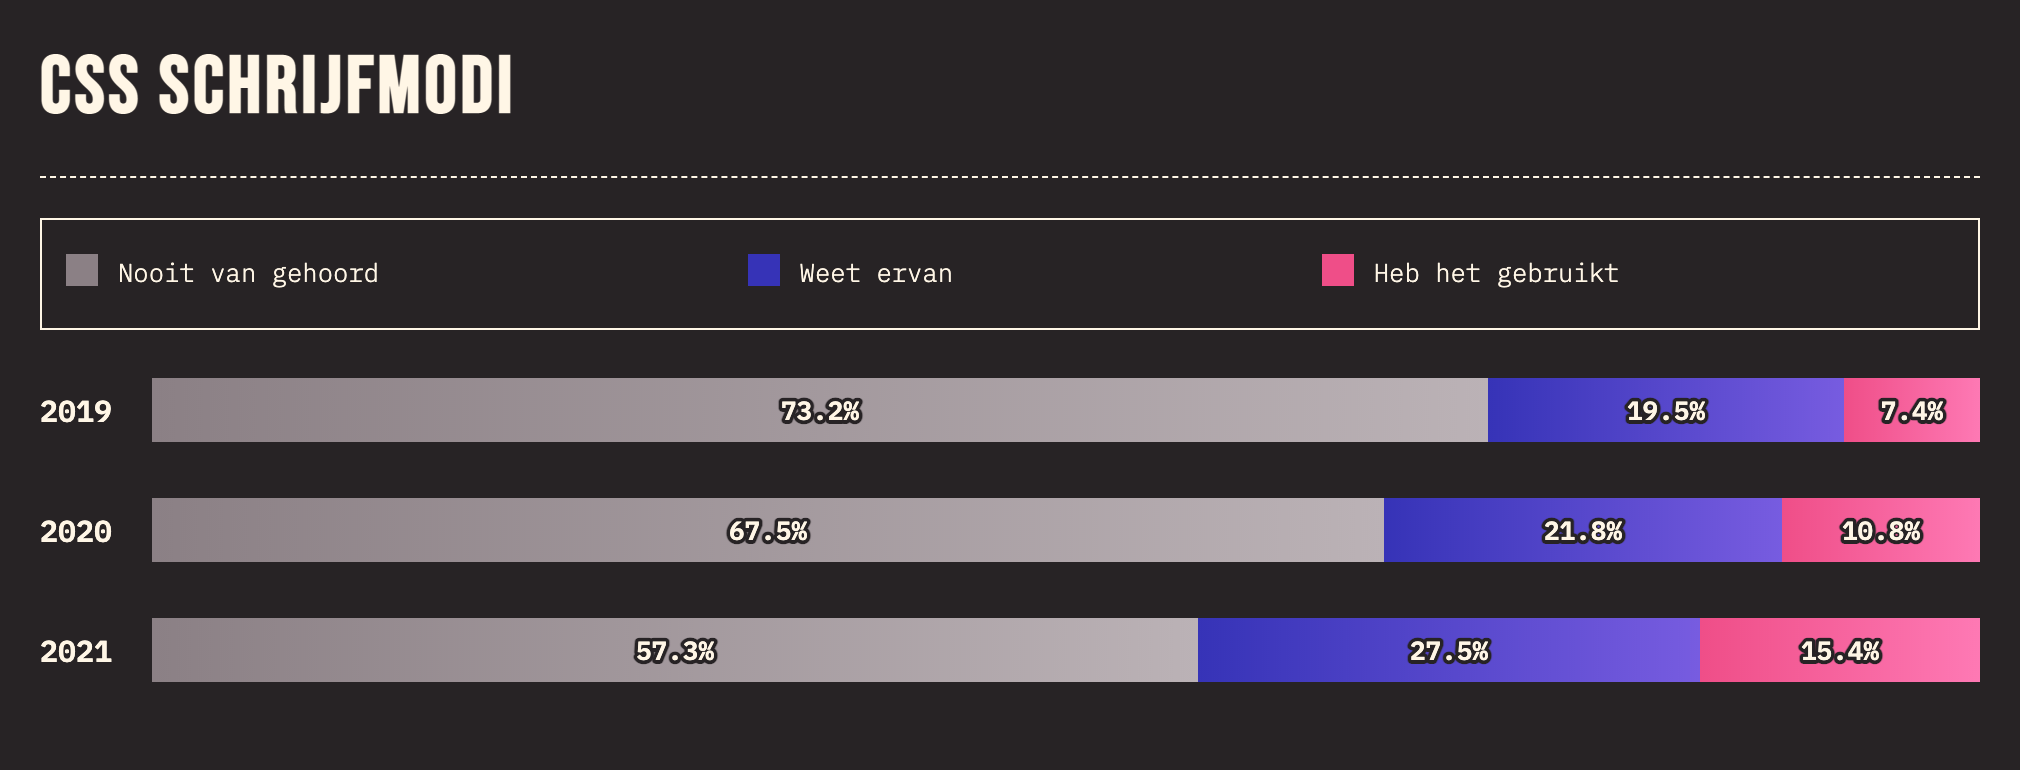 CSS SCHRIJFMODI
Nooit van gehoord
Weet ervan
Heb het gebruikt
2019 73.2% 19.5% 7.4%
2020 67.5% 21.8% 10.8%
2021 57.3% 27.5% 15.4%